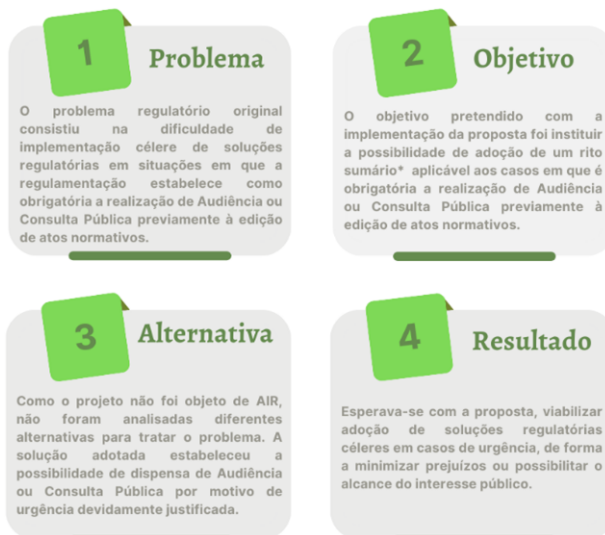 1
Problema
O problema regulatório original
consistiu na dificuldade de
implementação célere de soluções
regulatórias em situações em que a
regulamentação estabelece como
obrigatória a realização de Audiência ou
Consulta Pública previamente à edição
de atos normativos.
2
Objetivo
O objetivo pretendido com a
implementação da proposta foi instituir
a possibilidade de adoção de um rito
sumário* aplicável aos casos em que é
obrigatória a realização de Audiência
ou Consulta Pública previamente à
edição de atos normativos.
3
Alternativa
Como o projeto não foi objeto de AIR,
não foram analisadas diferentes
alternativas para tratar o problema. A
solução adotada estabeleceu a
possibilidade de dispensa de Audiência
ou Consulta Pública por motivo de
urgência devidamente justificada.
4
Resultado
Esperava-se com a proposta, viabilizar
adoção de soluções regulatórias
céleres em casos de urgência, de forma
a minimizar prejuízos ou possibilitar o
alcance do interesse público.